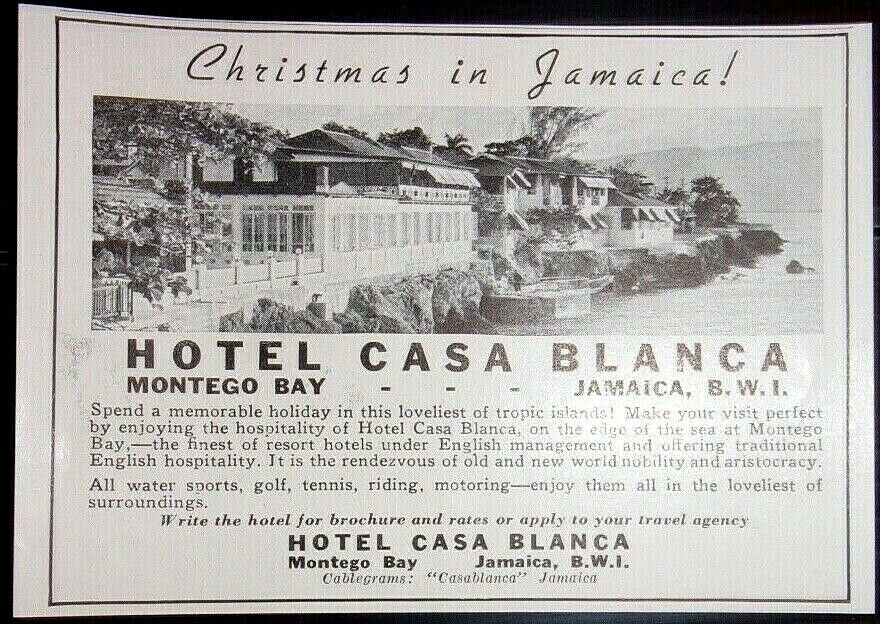 Christmas in Jamaica!
HOTEL CASA BLANCA
MONTEGO BAY - - - JAMAICA, B.W.I.
Spend a memorable holiday in this loveliest of tropic islands! Make your visit perfect
by enjoying the hospitality of Hotel Casa Blanca, on the edge of the sea at Montego
Bay,—the finest of resort hotels under English management and offering traditional
English hospitality. It is the rendezvous of old and new world nobility and aristocracy.
All water sports, golf, tennis, riding, motoring—enjoy them all in the loveliest of
surroundings.
Write the hotel for brochure and rates or apply to your travel agency
HOTEL CASA BLANCA
Montego Bay Jamaica, B.W.I.
Cablegrams: "Casablanca" Jamaica